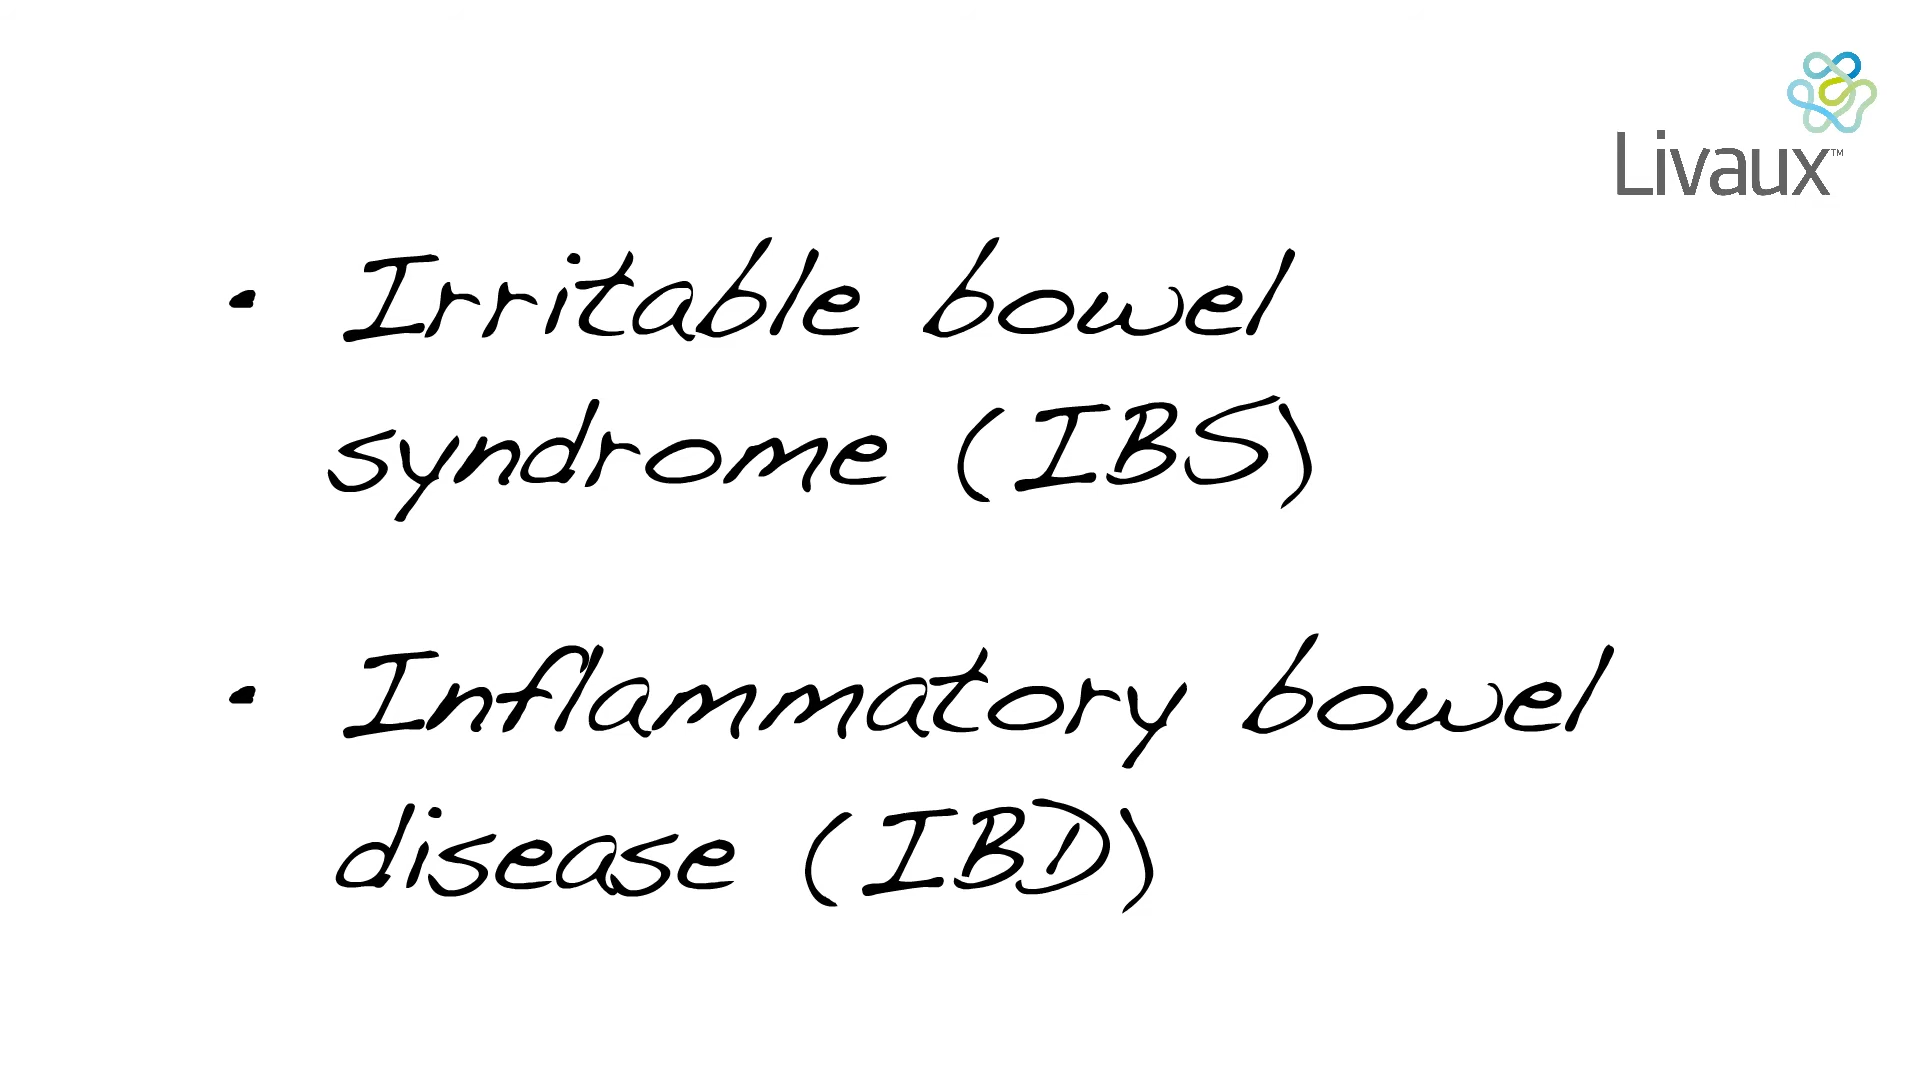 Livaux™
• Irritable bowel
syndrome (IBS)
• Inflammatory bowel
disease (IBD)